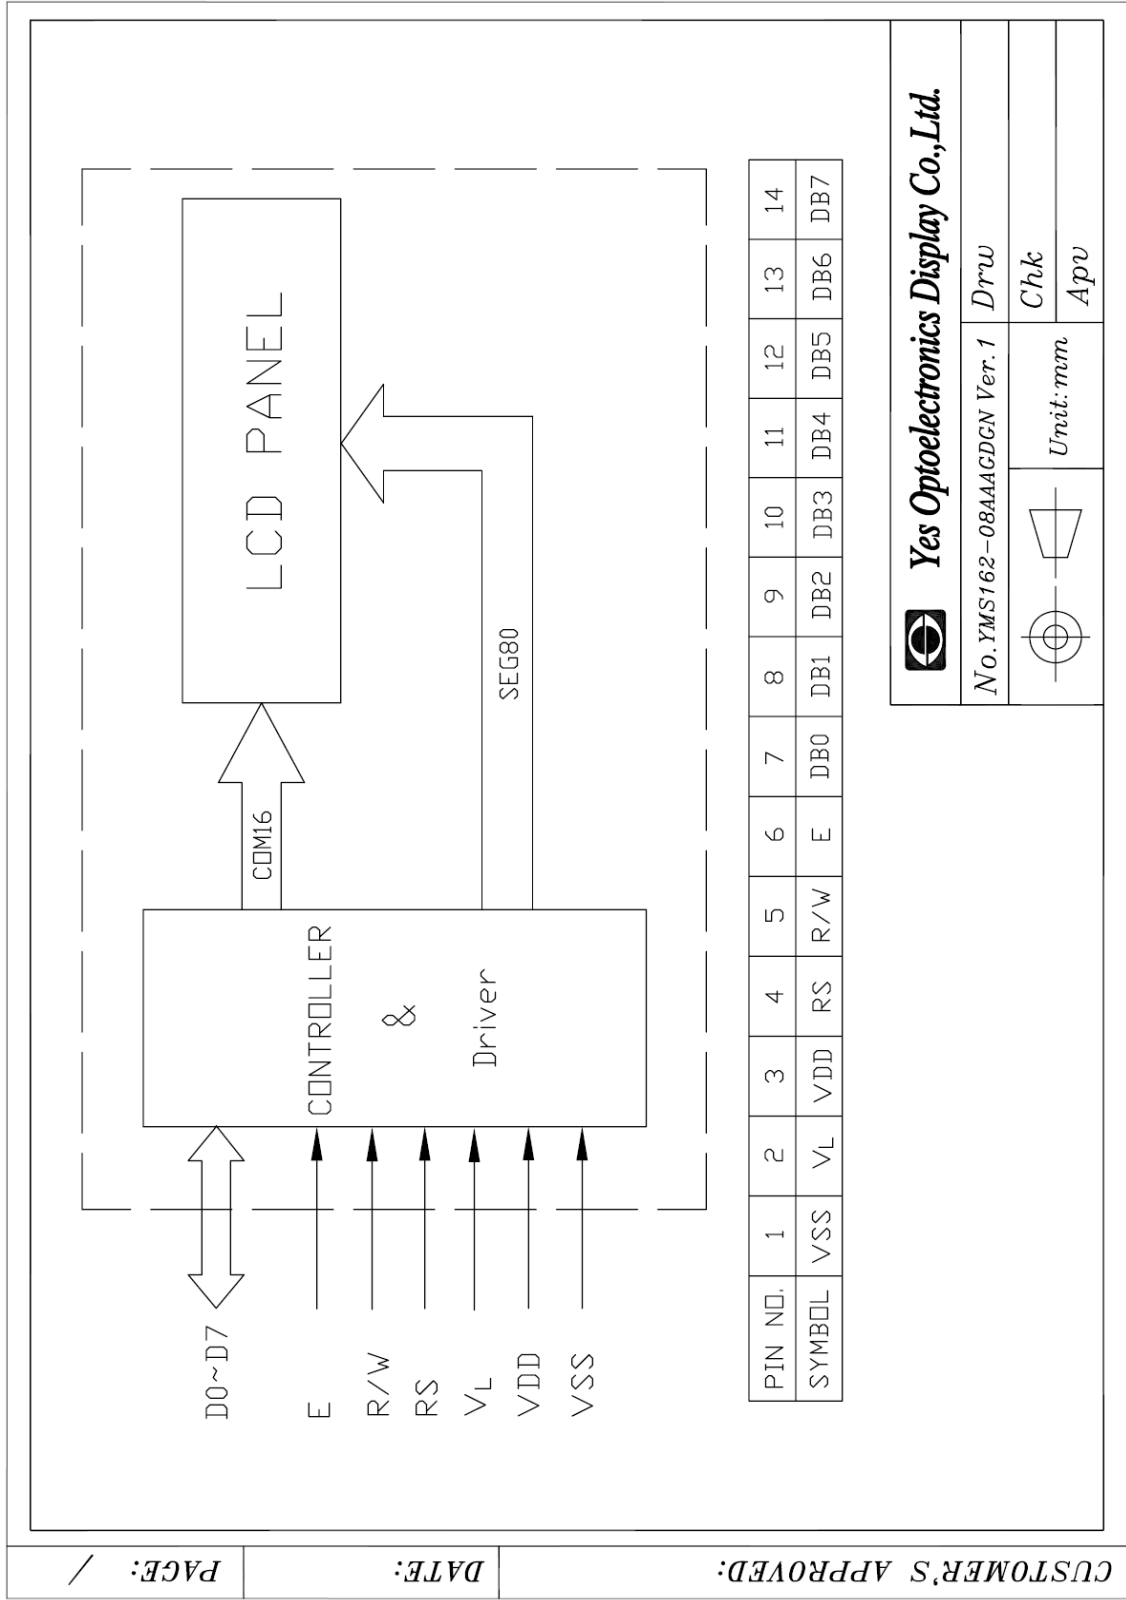 LCD PANEL
COM16
SEG80
CONTROLLER
&
Driver
D0~D7
E
R/W
RS
VL
VDD
VSS
PIN NO. 1 2 3 4 5 6 7 8 9 10 11 12 13 14
SYMBOL VSS VL VDD RS R/W E DB0 DB1 DB2 DB3 DB4 DB5 DB6 DB7
Yes Optoelectronics Display Co.,Ltd.
No.YMS162-08AAAGDGN Ver.1 Drw
Chk
Unit:mm
Apv
CUSTOMER'S APPROVED:
DATE:
PAGE: /